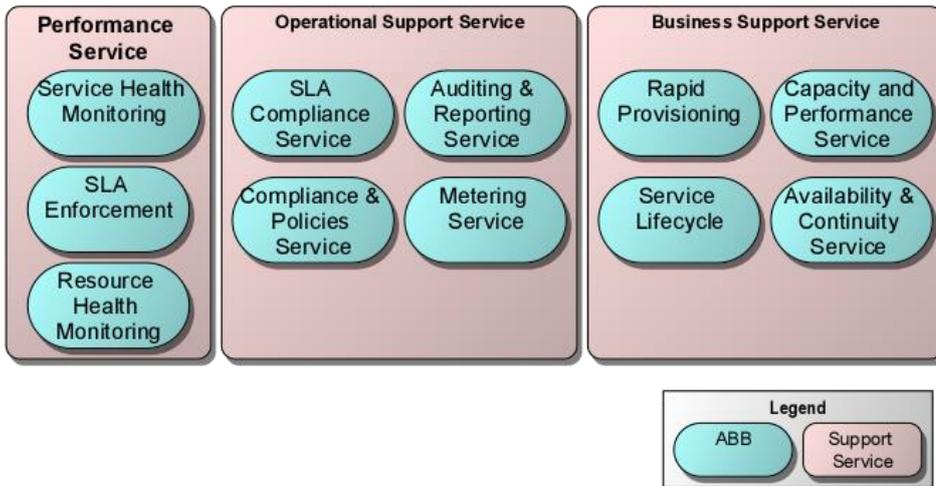 Performance
Service
Service Health
Monitoring
SLA
Enforcement
Resource
Health
Monitoring
Operational Support Service
SLA
Compliance
Service
Auditing &
Reporting
Service
Compliance &
Policies
Service
Metering
Service
Business Support Service
Rapid
Provisioning
Capacity and
Performance
Service
Service
Lifecycle
Availability &
Continuity
Service
Legend
ABB
Support
Service